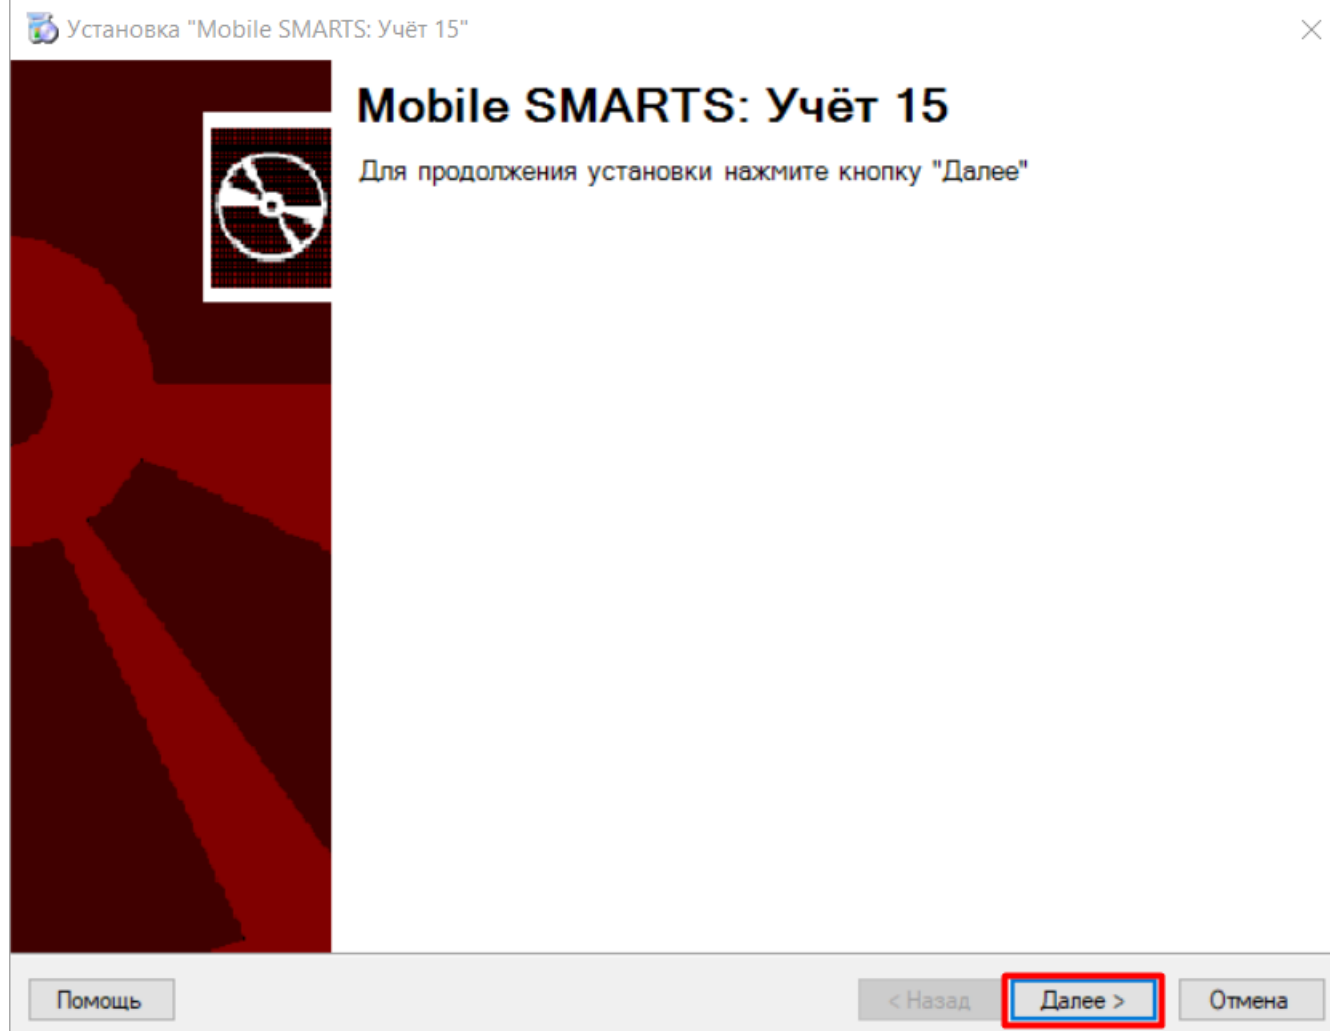 Установка "Mobile SMARTS: Учёт 15"
Mobile SMARTS: Учёт 15
Для продолжения установки нажмите кнопку "Далее"
Помощь
< Назад
Далее >
Отмена